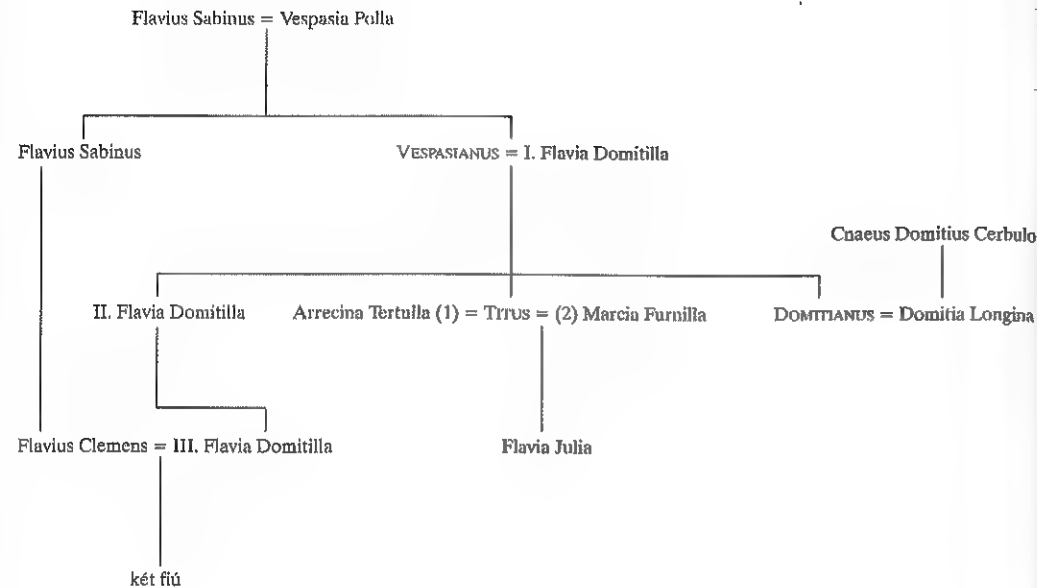 Flavius Sabinus = Vespasia Polla
Flavius Sabinus
VESPASIANUS = I. Flavia Domitilla
Cnaeus Domitius Cerbulo
II. Flavia Domitilla
Arrecina Tertulla (1) = TITUS = (2) Marcia Furnilla
DOMITIANUS = Domitia Longina
Flavius Clemens = III. Flavia Domitilla
Flavia Julia
két fiú